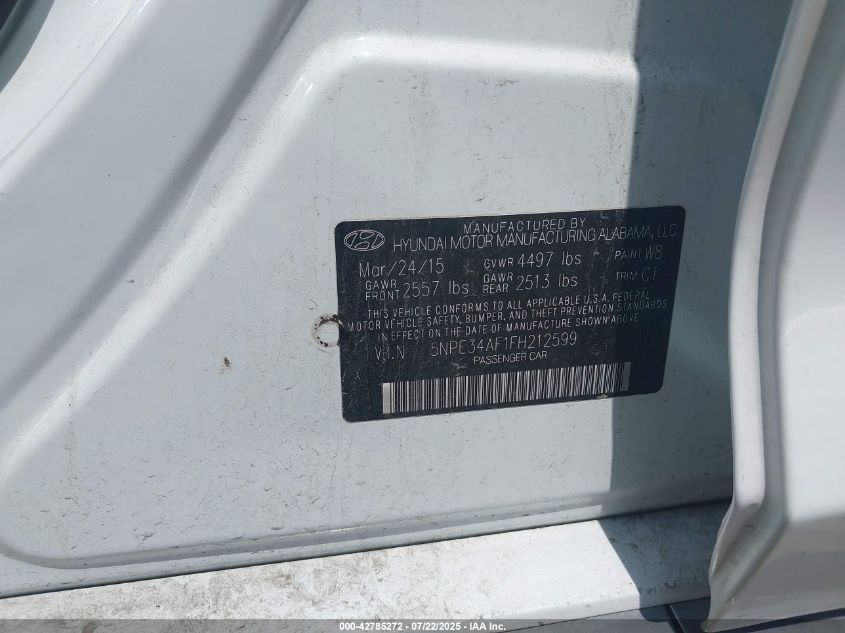 MANUFACTURED BY
HYUNDAI MOTOR MANUFACTURING ALABAMA, LLC
Mar/24/15 GVWR 4497 lbs PAINT W8
GAWR FRONT 2557 lbs GAWR REAR 2513 lbs TRIM CT
THIS VEHICLE CONFORMS TO ALL APPLICABLE U.S.A. FEDERAL
MOTOR VEHICLE SAFETY, BUMPER, AND THEFT PREVENTION STANDARDS
IN EFFECT ON THE DATE OF MANUFACTURE SHOWN ABOVE
V.I.N 5NPE34AF1FH212599
PASSENGER CAR
000-42785272 - 07/22/2025 - IAA, Inc.